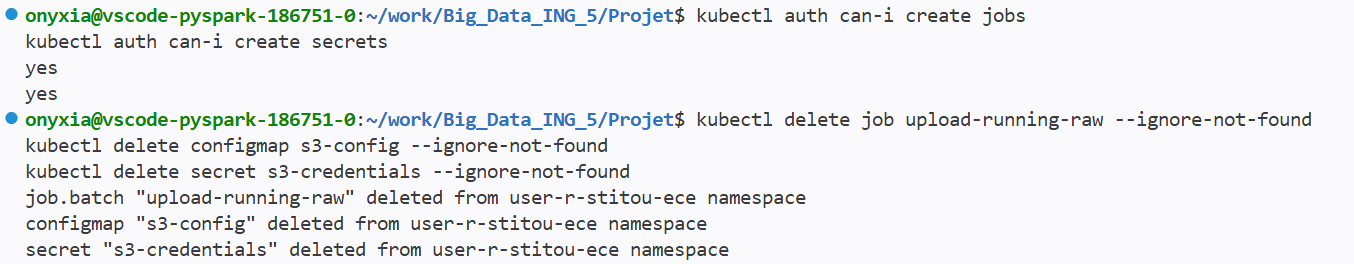 onyxia@vscode-pyspark-186751-0:~/work/Big_Data_ING_5/Projet$ kubectl auth can-i create jobs
kubectl auth can-i create secrets
yes
yes
onyxia@vscode-pyspark-186751-0:~/work/Big_Data_ING_5/Projet$ kubectl delete job upload-running-raw --ignore-not-found
kubectl delete configmap s3-config --ignore-not-found
kubectl delete secret s3-credentials --ignore-not-found
job.batch "upload-running-raw" deleted from user-r-stitou-ece namespace
configmap "s3-config" deleted from user-r-stitou-ece namespace
secret "s3-credentials" deleted from user-r-stitou-ece namespace